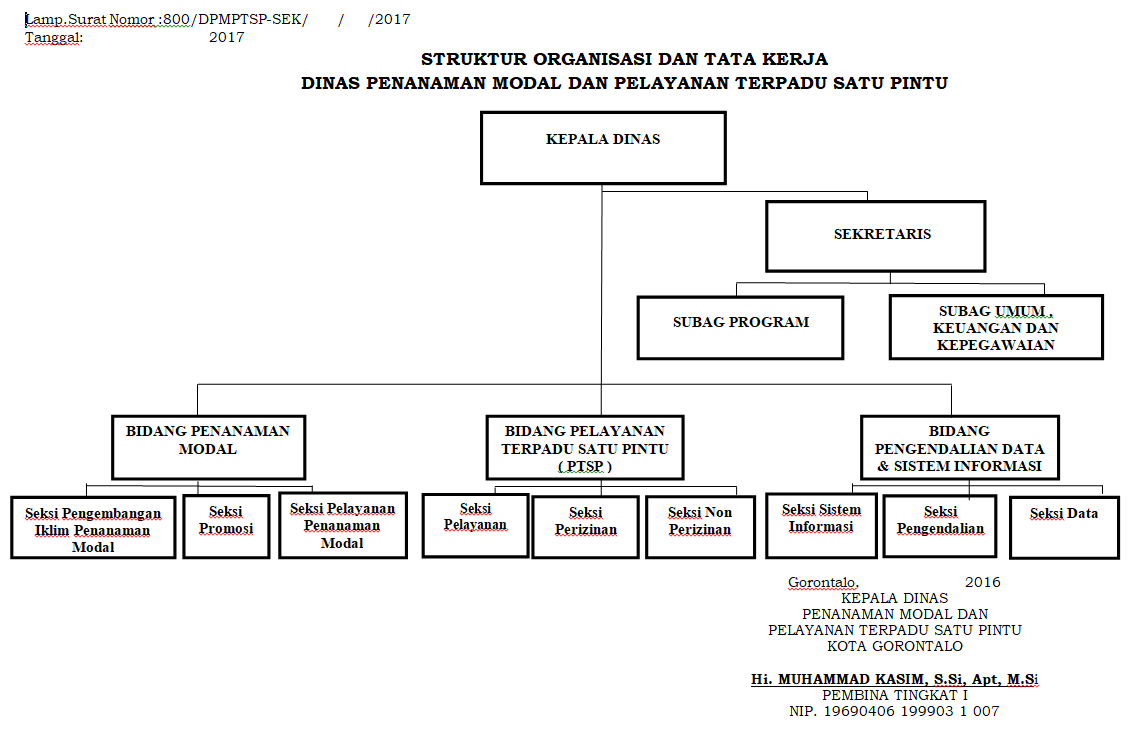 Lamp.Surat Nomor :800/DPMPTSP-SEK/ / /2017
Tanggal: 2017
STRUKTUR ORGANISASI DAN TATA KERJA
DINAS PENANAMAN MODAL DAN PELAYANAN TERPADU SATU PINTU
KEPALA DINAS
SEKRETARIS
SUBAG PROGRAM
SUBAG UMUM ,
KEUANGAN DAN
KEPEGAWAIAN
BIDANG PENANAMAN
MODAL
BIDANG PELAYANAN
TERPADU SATU PINTU
( PTSP )
BIDANG
PENGENDALIAN DATA
& SISTEM INFORMASI
Seksi Pengembangan
Iklim Penanaman
Modal
Seksi
Promosi
Seksi Pelayanan
Penanaman
Modal
Seksi
Pelayanan
Seksi
Perizinan
Seksi Non
Perizinan
Seksi Sistem
Informasi
Seksi
Pengendalian
Seksi Data
Gorontalo, 2016
KEPALA DINAS
PENANAMAN MODAL DAN
PELAYANAN TERPADU SATU PINTU
KOTA GORONTALO
Hi. MUHAMMAD KASIM, S.Si, Apt, M.Si
PEMBINA TINGKAT I
NIP. 19690406 199903 1 007